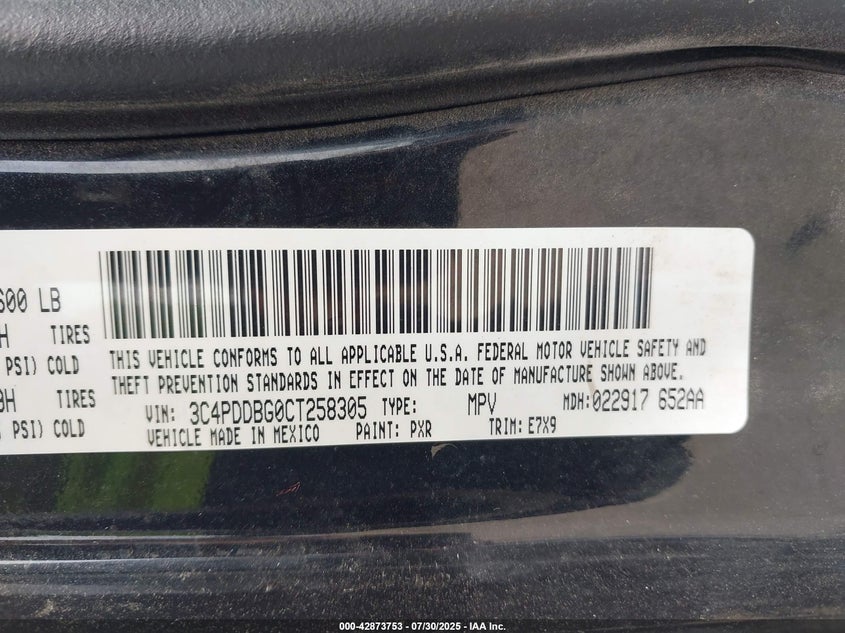 600 LB
H TIRES
PSI) COLD
THIS VEHICLE CONFORMS TO ALL APPLICABLE U.S.A. FEDERAL MOTOR VEHICLE SAFETY AND
THEFT PREVENTION STANDARDS IN EFFECT ON THE DATE OF MANUFACTURE SHOWN ABOVE.
0H TIRES
PSI) COLD
VIN: 3C4PDDBG0CT258305 TYPE: MPV MDH:022917 652AA
VEHICLE MADE IN MEXICO PAINT: PXR TRIM: E7X9
000-42873753 - 07/30/2025 - IAA Inc.